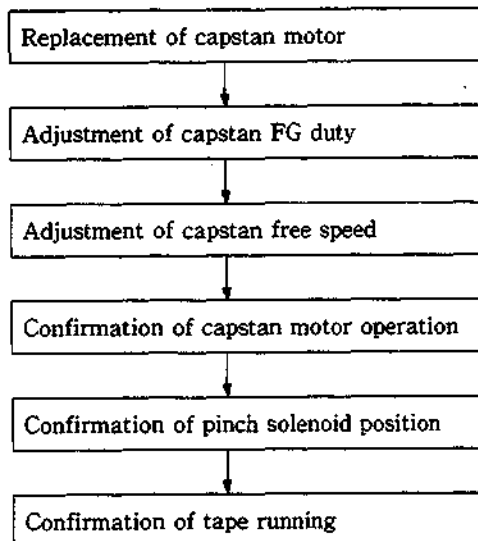 Replacement of capstan motor
Adjustment of capstan FG duty
Adjustment of capstan free speed
Confirmation of capstan motor operation
Confirmation of pinch solenoid position
Confirmation of tape running